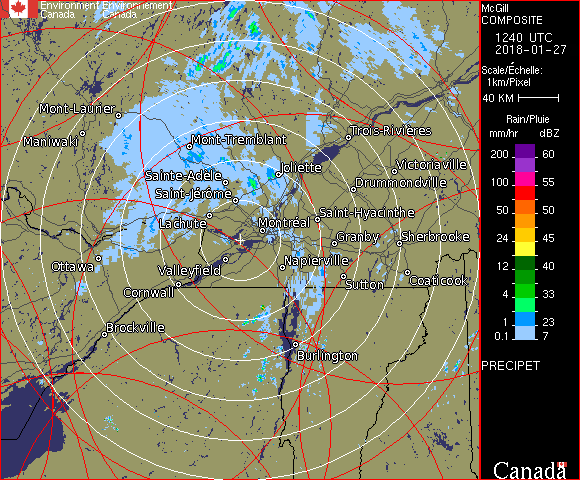 Environment Environnement
Canada Canada
Mont-Laurier
Maniwaki
Mont-Tremblant
Trois-Rivières
Sainte-Adèle
Joliette
Victoriaville
Saint-Jérôme
Drummondville
Lachute
Montréal
Saint-Hyacinthe
Granby
Sherbrooke
Ottawa
Valleyfield
Napierville
Cornwall
Sutton
Coaticook
Brockville
Burlington
McGill
COMPOSITE
1240 UTC
2018-01-27
Scale/Échelle:
1km/Pixel
40 KM
Rain/Pluie
mm/hr dBZ
200 60
100 55
50 50
24 45
12 40
4 33
1 23
0.1 7
PRECIPET
Canada